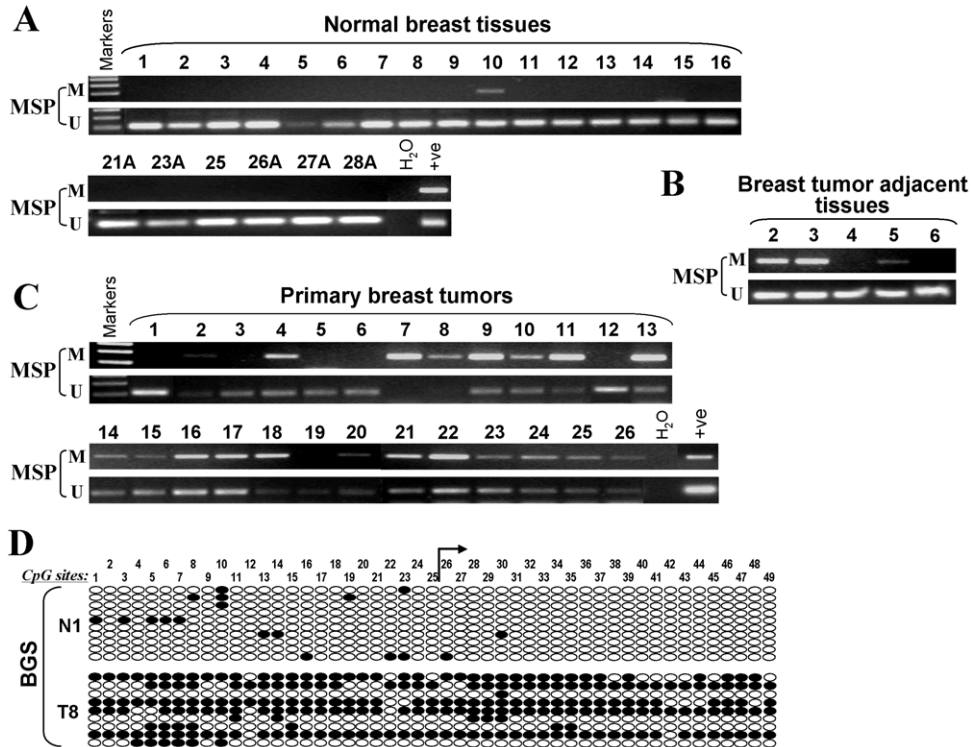 A
Normal breast tissues
Markers
1 2 3 4 5 6 7 8 9 10 11 12 13 14 15 16
MSP
M
U
21A 23A 25 26A 27A 28A H₂O +ve
MSP
M
U
B
Breast tumor adjacent
tissues
2 3 4 5 6
MSP
M
U
C
Primary breast tumors
Markers
1 2 3 4 5 6 7 8 9 10 11 12 13
MSP
M
U
14 15 16 17 18 19 20 21 22 23 24 25 26 H₂O +ve
MSP
M
U
D
2 4 6 8 10 12 14 16 18 20 22 24 26 28 30 32 34 36 38 40 42 44 46 48
CpG sites: 1 3 5 7 9 11 13 15 17 19 21 23 25 27 29 31 33 35 37 39 41 43 45 47 49
BGS
N1
T8